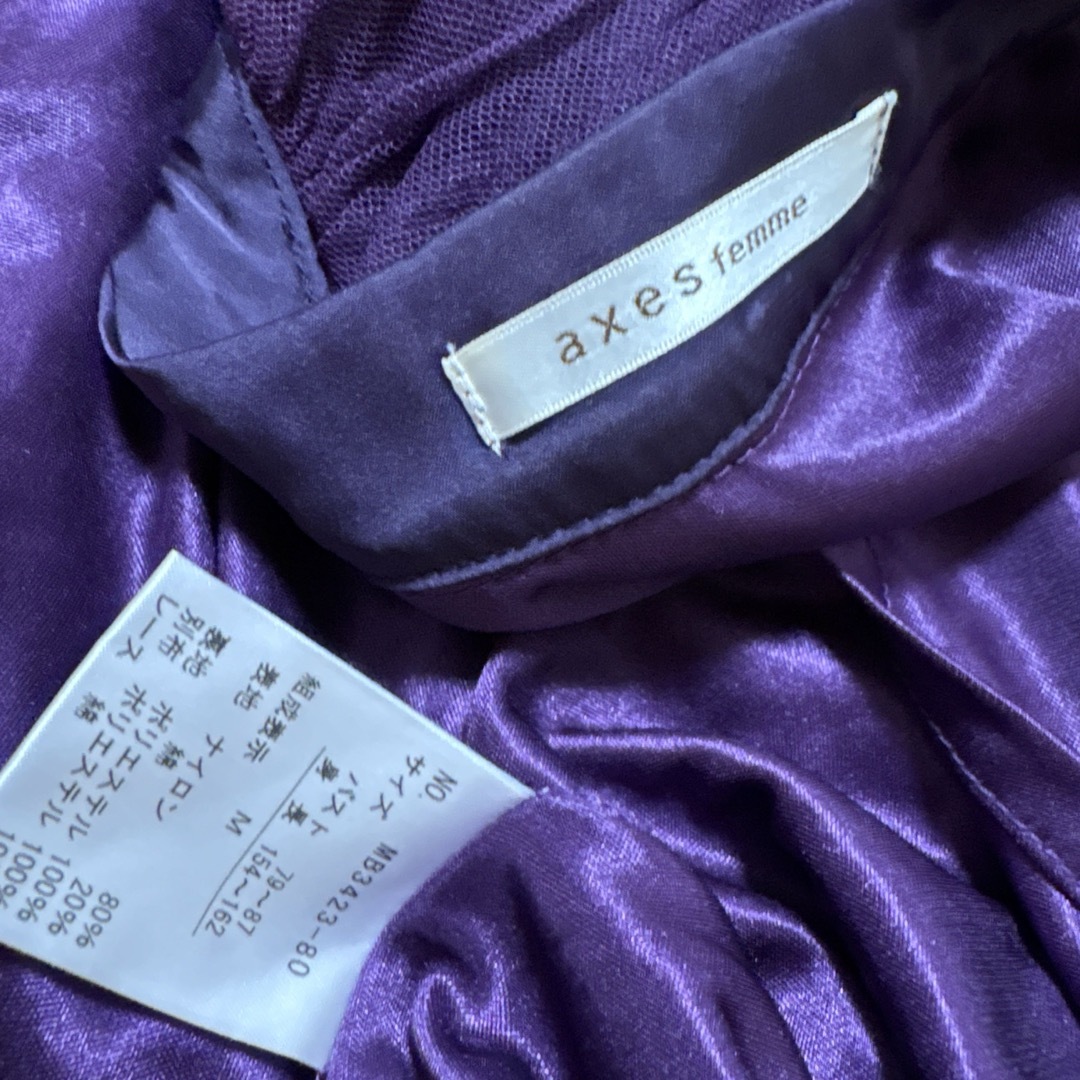 axes femme
NO. MB3423-80
サイズ M
バスト 79~87
身長 154~162
組成表示
表地 ナイロン 80%
綿 20%
裏地 ポリエステル 100%
別布 ポリエステル 100%
レース 綿